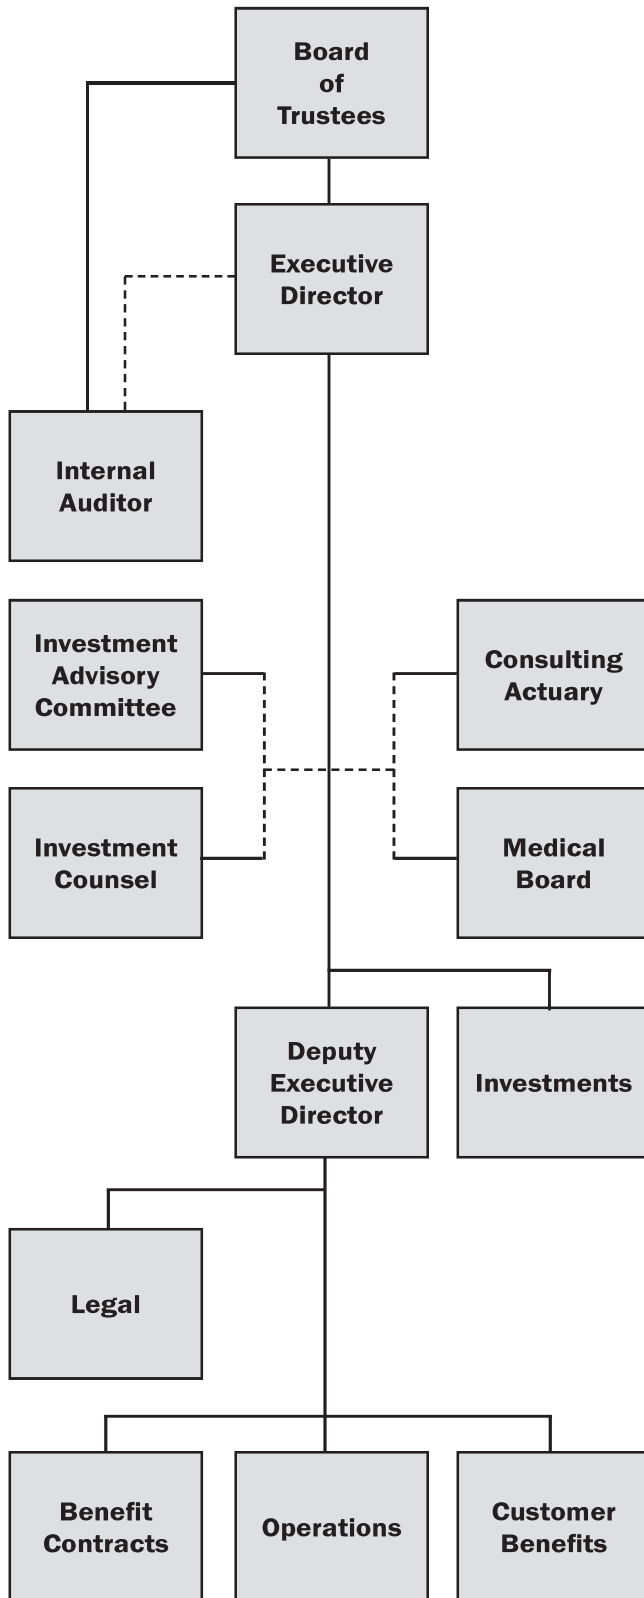 Board
of
Trustees
Executive
Director
Internal
Auditor
Investment
Advisory
Committee
Consulting
Actuary
Investment
Counsel
Medical
Board
Deputy
Executive
Director
Investments
Legal
Benefit
Contracts
Operations
Customer
Benefits